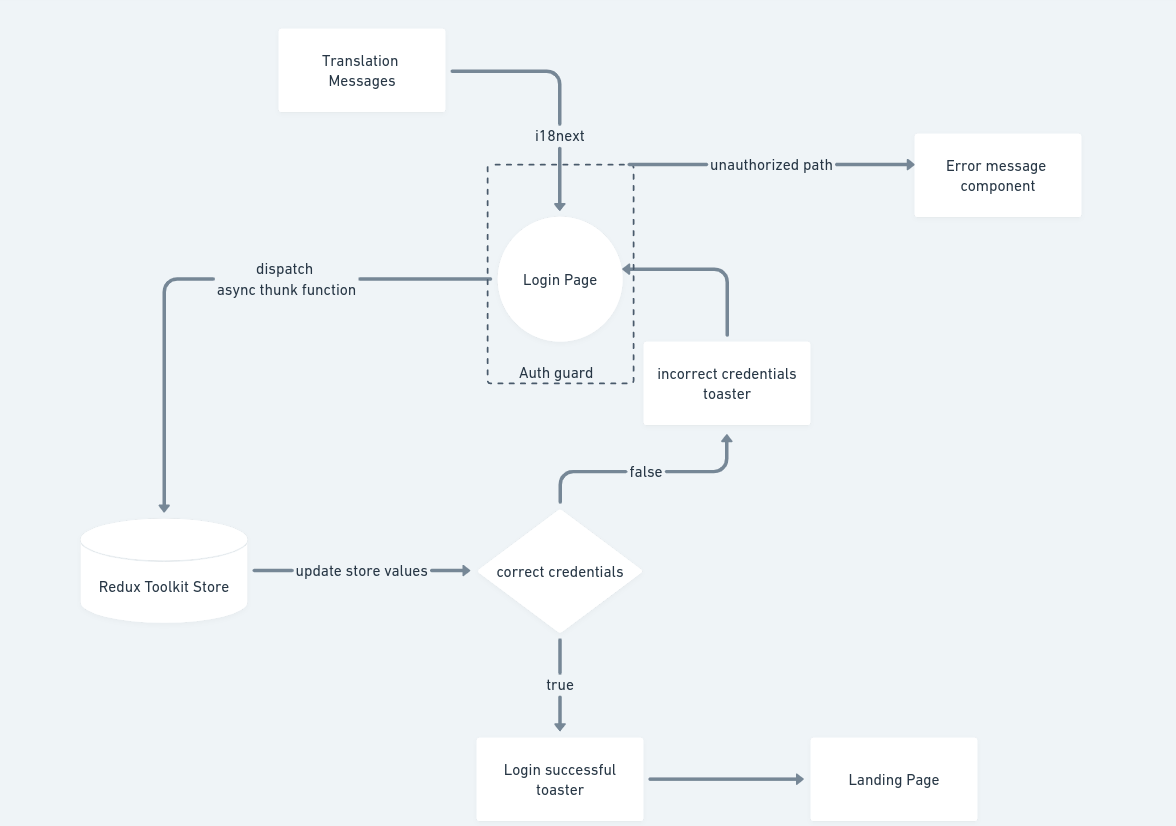 Translation
Messages
i18next
unauthorized path
Error message
component
dispatch
async thunk function
Login Page
Auth guard
incorrect credentials
toaster
false
Redux Toolkit Store
update store values
correct credentials
true
Login successful
toaster
Landing Page